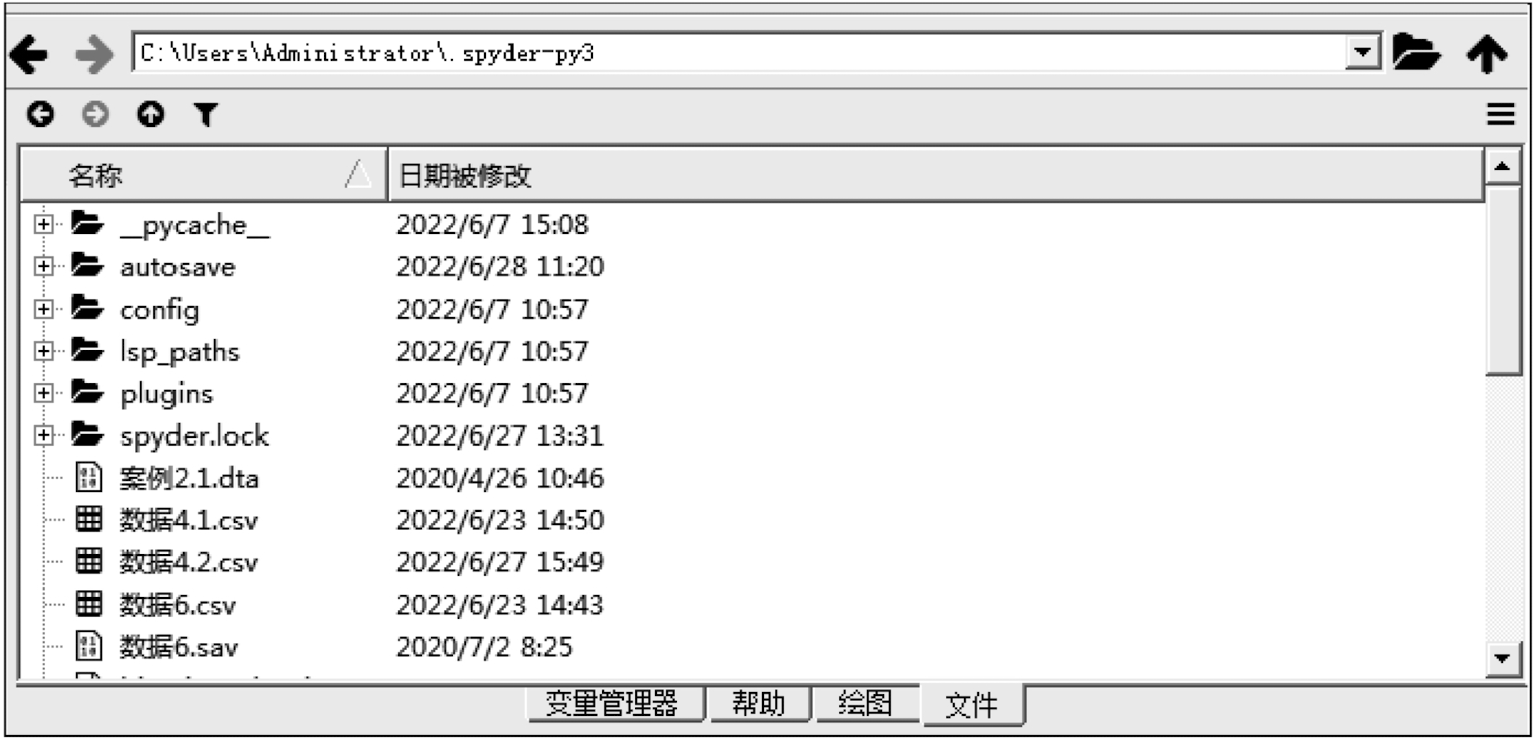 C:\Users\Administrator\.spyder-py3
名称 日期被修改
__pycache__ 2022/6/7 15:08
autosave 2022/6/28 11:20
config 2022/6/7 10:57
lsp_paths 2022/6/7 10:57
plugins 2022/6/7 10:57
spyder.lock 2022/6/27 13:31
案例2.1.dta 2020/4/26 10:46
数据4.1.csv 2022/6/23 14:50
数据4.2.csv 2022/6/27 15:49
数据6.csv 2022/6/23 14:43
数据6.sav 2020/7/2 8:25
变量管理器 帮助 绘图 文件